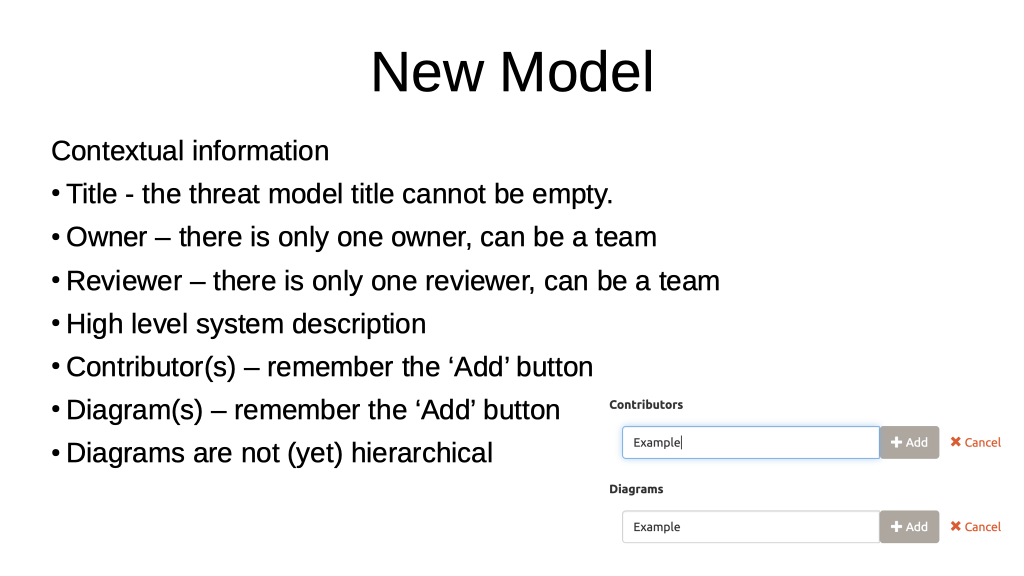 New Model
Contextual information
• Title - the threat model title cannot be empty.
• Owner – there is only one owner, can be a team
• Reviewer – there is only one reviewer, can be a team
• High level system description
• Contributor(s) – remember the ‘Add’ button
• Diagram(s) – remember the ‘Add’ button
• Diagrams are not (yet) hierarchical
Contributors
Example + Add ✖ Cancel
Diagrams
Example + Add ✖ Cancel